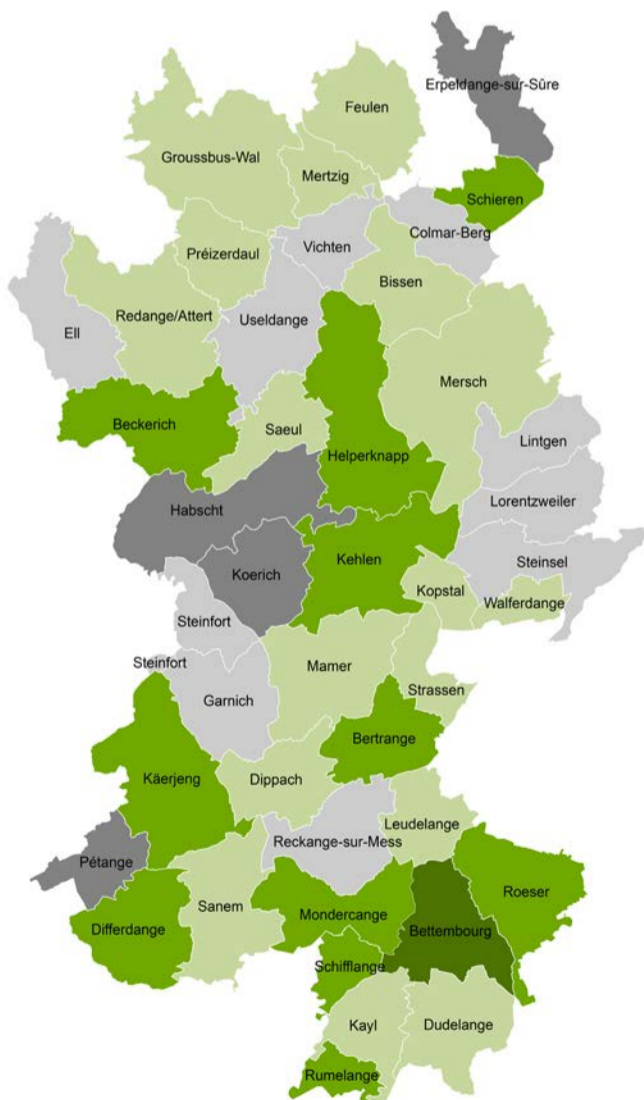 Erpeldange-sur-Sûre
Feulen
Groussbus-Wal
Mertzig
Schieren
Colmar-Berg
Vichten
Préizerdaul
Bissen
Redange/Attert
Useldange
Ell
Mersch
Beckerich
Saeul
Lintgen
Helperknapp
Lorentzweiler
Habscht
Kehlen
Steinsel
Koerich
Kopstal
Walferdange
Steinfort
Steinfort
Mamer
Strassen
Garnich
Bertrange
Käerjeng
Dippach
Leudelange
Reckange-sur-Mess
Pétange
Roeser
Sanem
Mondercange
Differdange
Bettembourg
Schifflange
Kayl
Dudelange
Rumelange